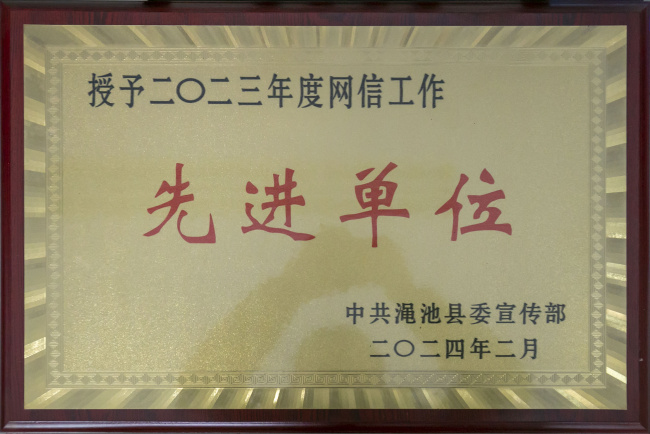 授予二〇二三年度网信工作
先进单位
中共渑池县委宣传部
二〇二四年二月